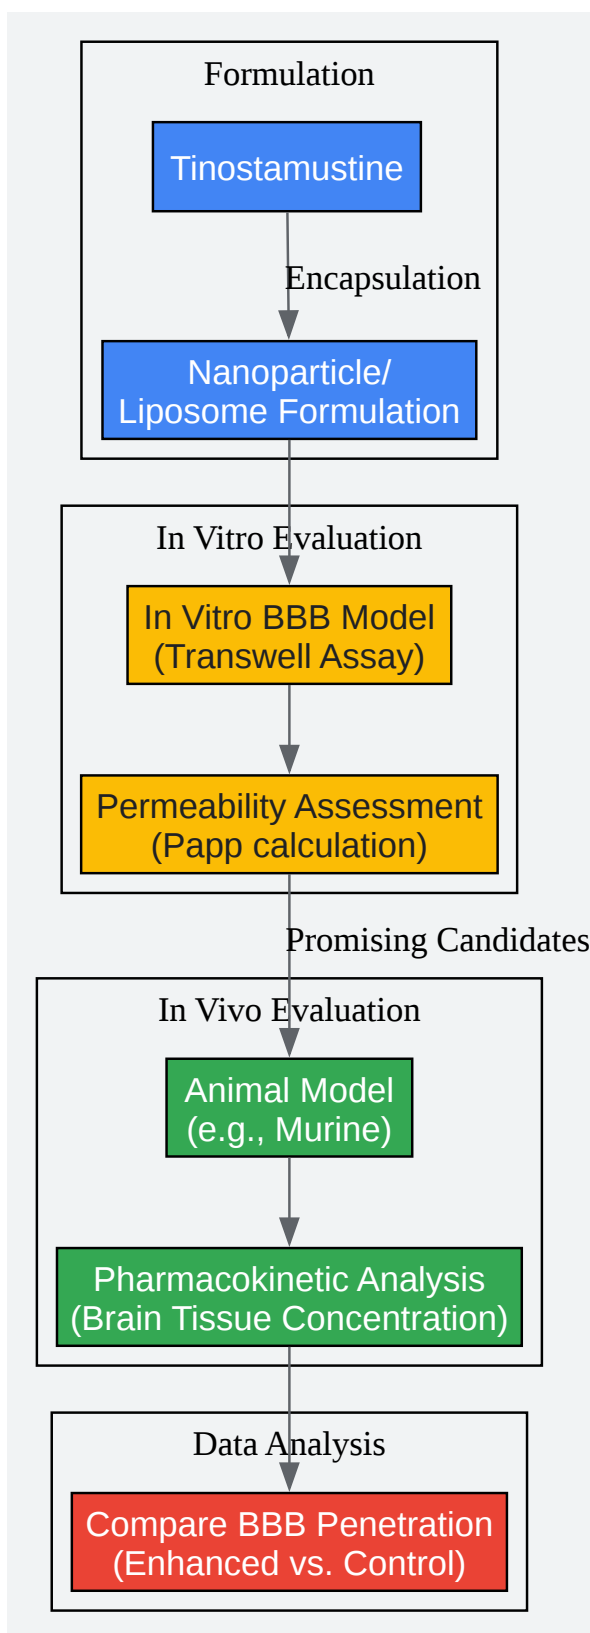 Formulation
Tinostamustine
Encapsulation
Nanoparticle/
Liposome Formulation
In Vitro Evaluation
In Vitro BBB Model
(Transwell Assay)
Permeability Assessment
(Papp calculation)
Promising Candidates
In Vivo Evaluation
Animal Model
(e.g., Murine)
Pharmacokinetic Analysis
(Brain Tissue Concentration)
Data Analysis
Compare BBB Penetration
(Enhanced vs. Control)